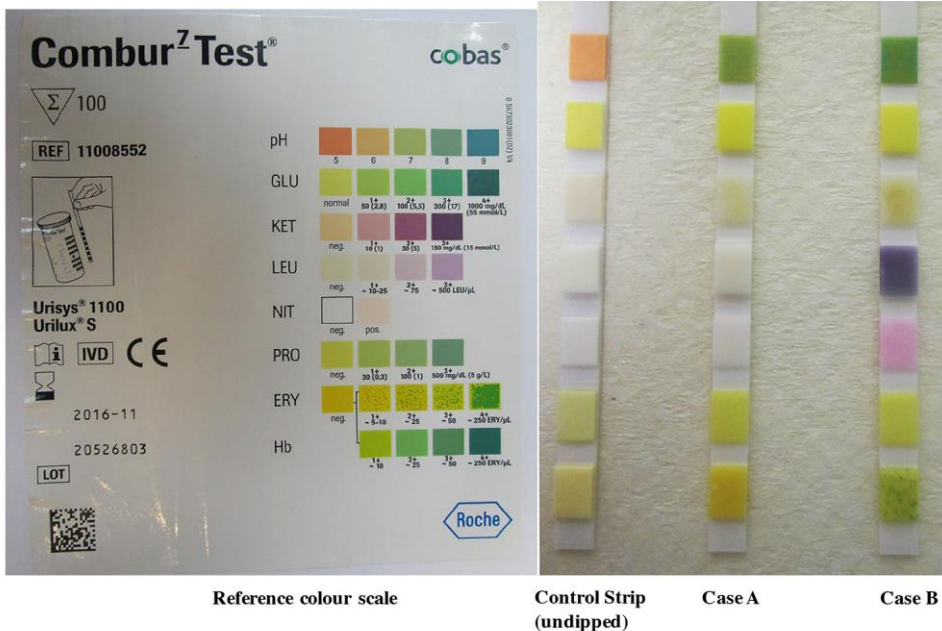 Combur⁷ Test®
cobas®
Σ 100
REF 11008552
Urisys® 1100
Urilux® S
IVD CE
2016-11
20526803
LOT
pH
5 6 7 8 9
GLU
normal 1+ 2+ 3+ 4+
50 (2,8) 100 (5,5) 300 (17) 1000 mg/dL
(55 mmol/L)
KET
neg. 1+ 2+ 3+
10 (1) 50 (5) 150 mg/dL (15 mmol/L)
LEU
neg. 1+ 2+ 3+
~ 10-25 ~ 75 ~ 500 LEU/µL
NIT
neg. pos.
PRO
neg. 1+ 2+ 3+
30 (0,3) 100 (1) 500 mg/dL (5 g/L)
ERY
neg. 1+ 2+ 3+ 4+
~ 5-10 ~ 25 ~ 50 ~ 250 ERY/µL
Hb
1+ 2+ 3+ 4+
~ 10 ~ 25 ~ 50 ~ 250 ERY/µL
Roche
Reference colour scale
Control Strip
(undipped)
Case A
Case B